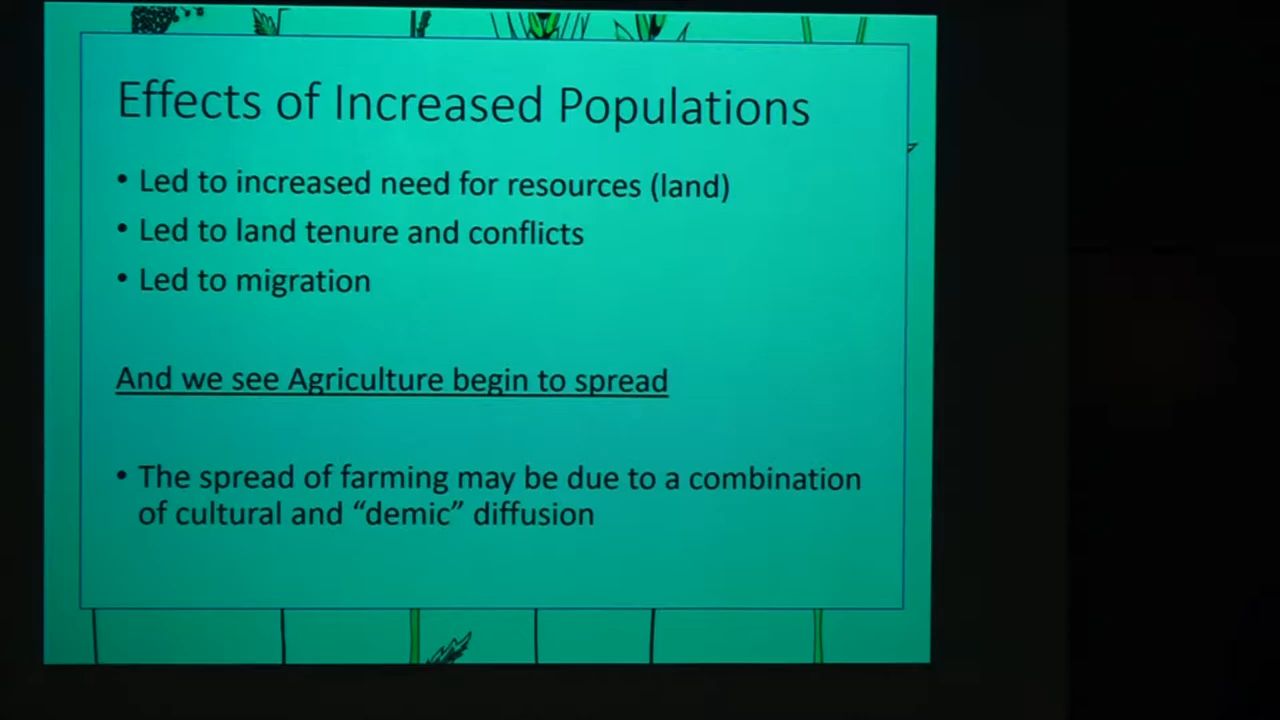 Effects of Increased Populations
• Led to increased need for resources (land)
• Led to land tenure and conflicts
• Led to migration
And we see Agriculture begin to spread
• The spread of farming may be due to a combination
of cultural and “demic” diffusion